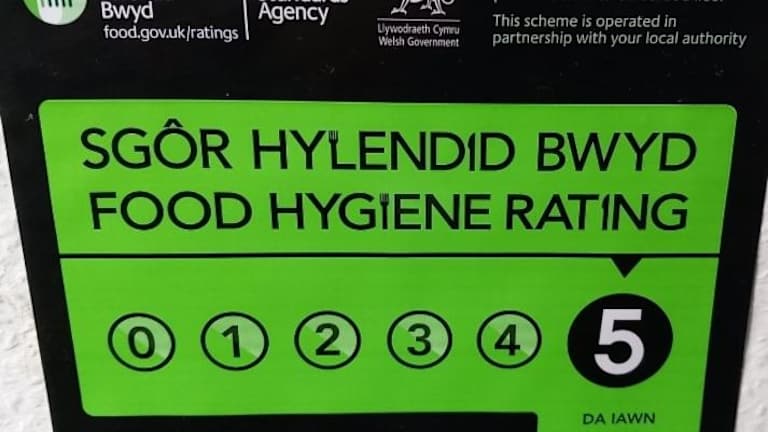 Bwyd
food.gov.uk/ratings
Agency
Llywodraeth Cymru
Welsh Government
This scheme is operated in
partnership with your local authority
SGÔR HYLENDID BWYD
FOOD HYGIENE RATING
0 1 2 3 4 5
DA IAWN